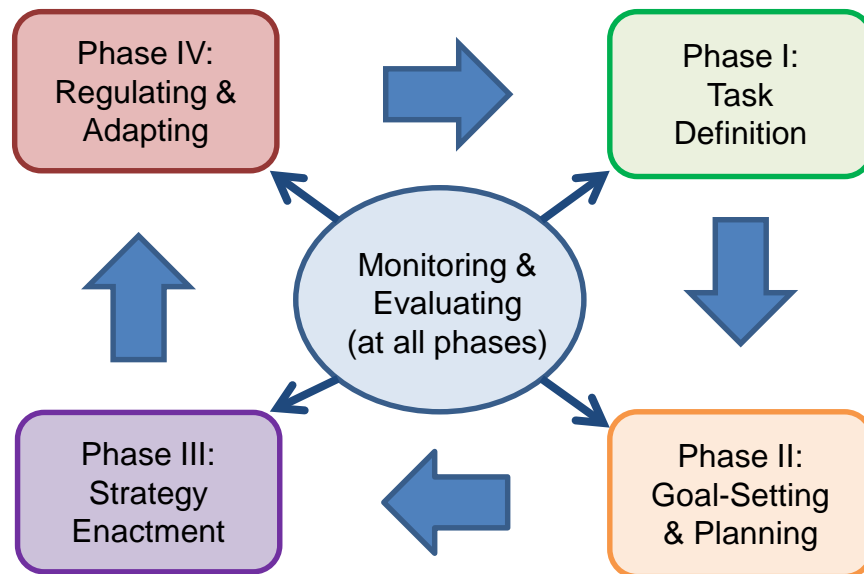 Phase IV:
Regulating &
Adapting
Phase I:
Task
Definition
Monitoring &
Evaluating
(at all phases)
Phase III:
Strategy
Enactment
Phase II:
Goal-Setting
& Planning